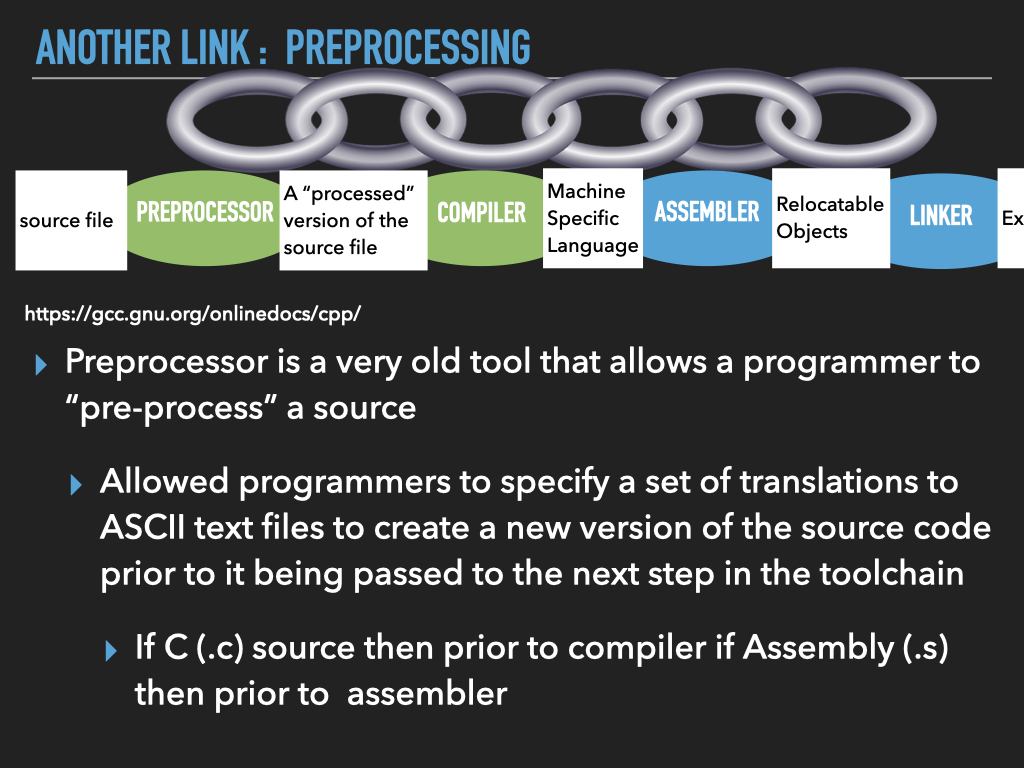 ANOTHER LINK : PREPROCESSING
source file
PREPROCESSOR
A “processed”
version of the
source file
COMPILER
Machine
Specific
Language
ASSEMBLER
Relocatable
Objects
LINKER
Ex
https://gcc.gnu.org/onlinedocs/cpp/
▸ Preprocessor is a very old tool that allows a programmer to
“pre-process” a source
▸ Allowed programmers to specify a set of translations to
ASCII text files to create a new version of the source code
prior to it being passed to the next step in the toolchain
▸ If C (.c) source then prior to compiler if Assembly (.s)
then prior to assembler